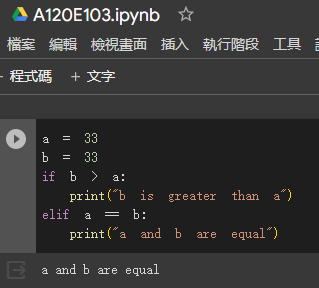 A120E103.ipynb
檔案 編輯 檢視畫面 插入 執行階段 工具
+ 程式碼 + 文字
a = 33
b = 33
if b > a:
    print("b is greater than a")
elif a == b:
    print("a and b are equal")
a and b are equal